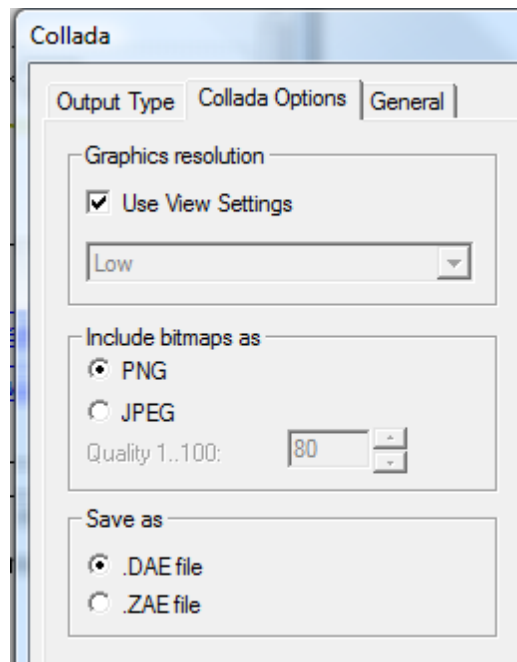 Collada
Output Type Collada Options General
Graphics resolution
Use View Settings
Low
Include bitmaps as
PNG
JPEG
Quality 1..100: 80
Save as
.DAE file
.ZAE file